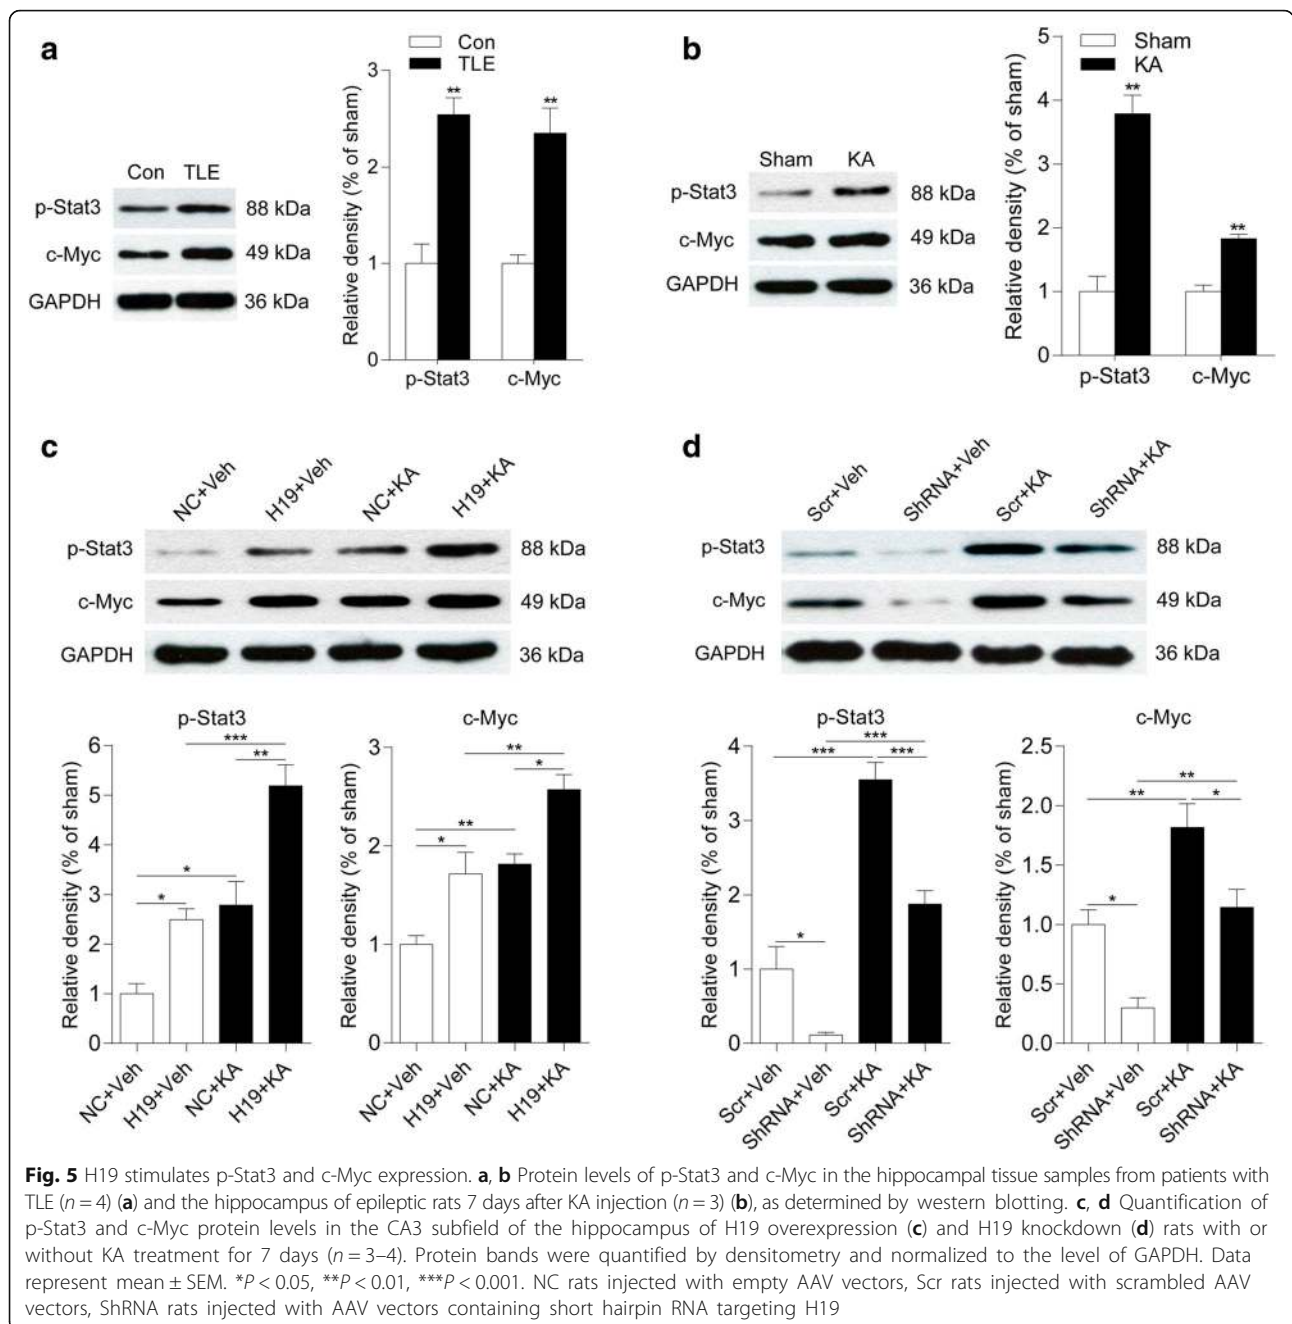 a
Con
TLE
Con TLE
p-Stat3 88 kDa
c-Myc 49 kDa
GAPDH 36 kDa
Relative density (% of sham)
3
2
1
0
** **
p-Stat3 c-Myc
b
Sham
KA
Sham KA
p-Stat3 88 kDa
c-Myc 49 kDa
GAPDH 36 kDa
Relative density (% of sham)
5
4
3
2
1
0
**
**
p-Stat3 c-Myc
c
NC+Veh H19+Veh NC+KA H19+KA
p-Stat3 88 kDa
c-Myc 49 kDa
GAPDH 36 kDa
p-Stat3
Relative density (% of sham)
6
5
4
3
2
1
0
***
**
*
*
NC+Veh H19+Veh NC+KA H19+KA
c-Myc
Relative density (% of sham)
3
2
1
0
**
*
**
*
NC+Veh H19+Veh NC+KA H19+KA
d
Scr+Veh ShRNA+Veh Scr+KA ShRNA+KA
p-Stat3 88 kDa
c-Myc 49 kDa
GAPDH 36 kDa
p-Stat3
Relative density (% of sham)
4
3
2
1
0
***
*** ***
*
Scr+Veh ShRNA+Veh Scr+KA ShRNA+KA
c-Myc
Relative density (% of sham)
2.5
2.0
1.5
1.0
0.5
0.0
**
** *
*
Scr+Veh ShRNA+Veh Scr+KA ShRNA+KA
Fig. 5 H19 stimulates p-Stat3 and c-Myc expression. a, b Protein levels of p-Stat3 and c-Myc in the hippocampal tissue samples from patients with
TLE (n = 4) (a) and the hippocampus of epileptic rats 7 days after KA injection (n = 3) (b), as determined by western blotting. c, d Quantification of
p-Stat3 and c-Myc protein levels in the CA3 subfield of the hippocampus of H19 overexpression (c) and H19 knockdown (d) rats with or
without KA treatment for 7 days (n = 3–4). Protein bands were quantified by densitometry and normalized to the level of GAPDH. Data
represent mean ± SEM. *P < 0.05, **P < 0.01, ***P < 0.001. NC rats injected with empty AAV vectors, Scr rats injected with scrambled AAV
vectors, ShRNA rats injected with AAV vectors containing short hairpin RNA targeting H19